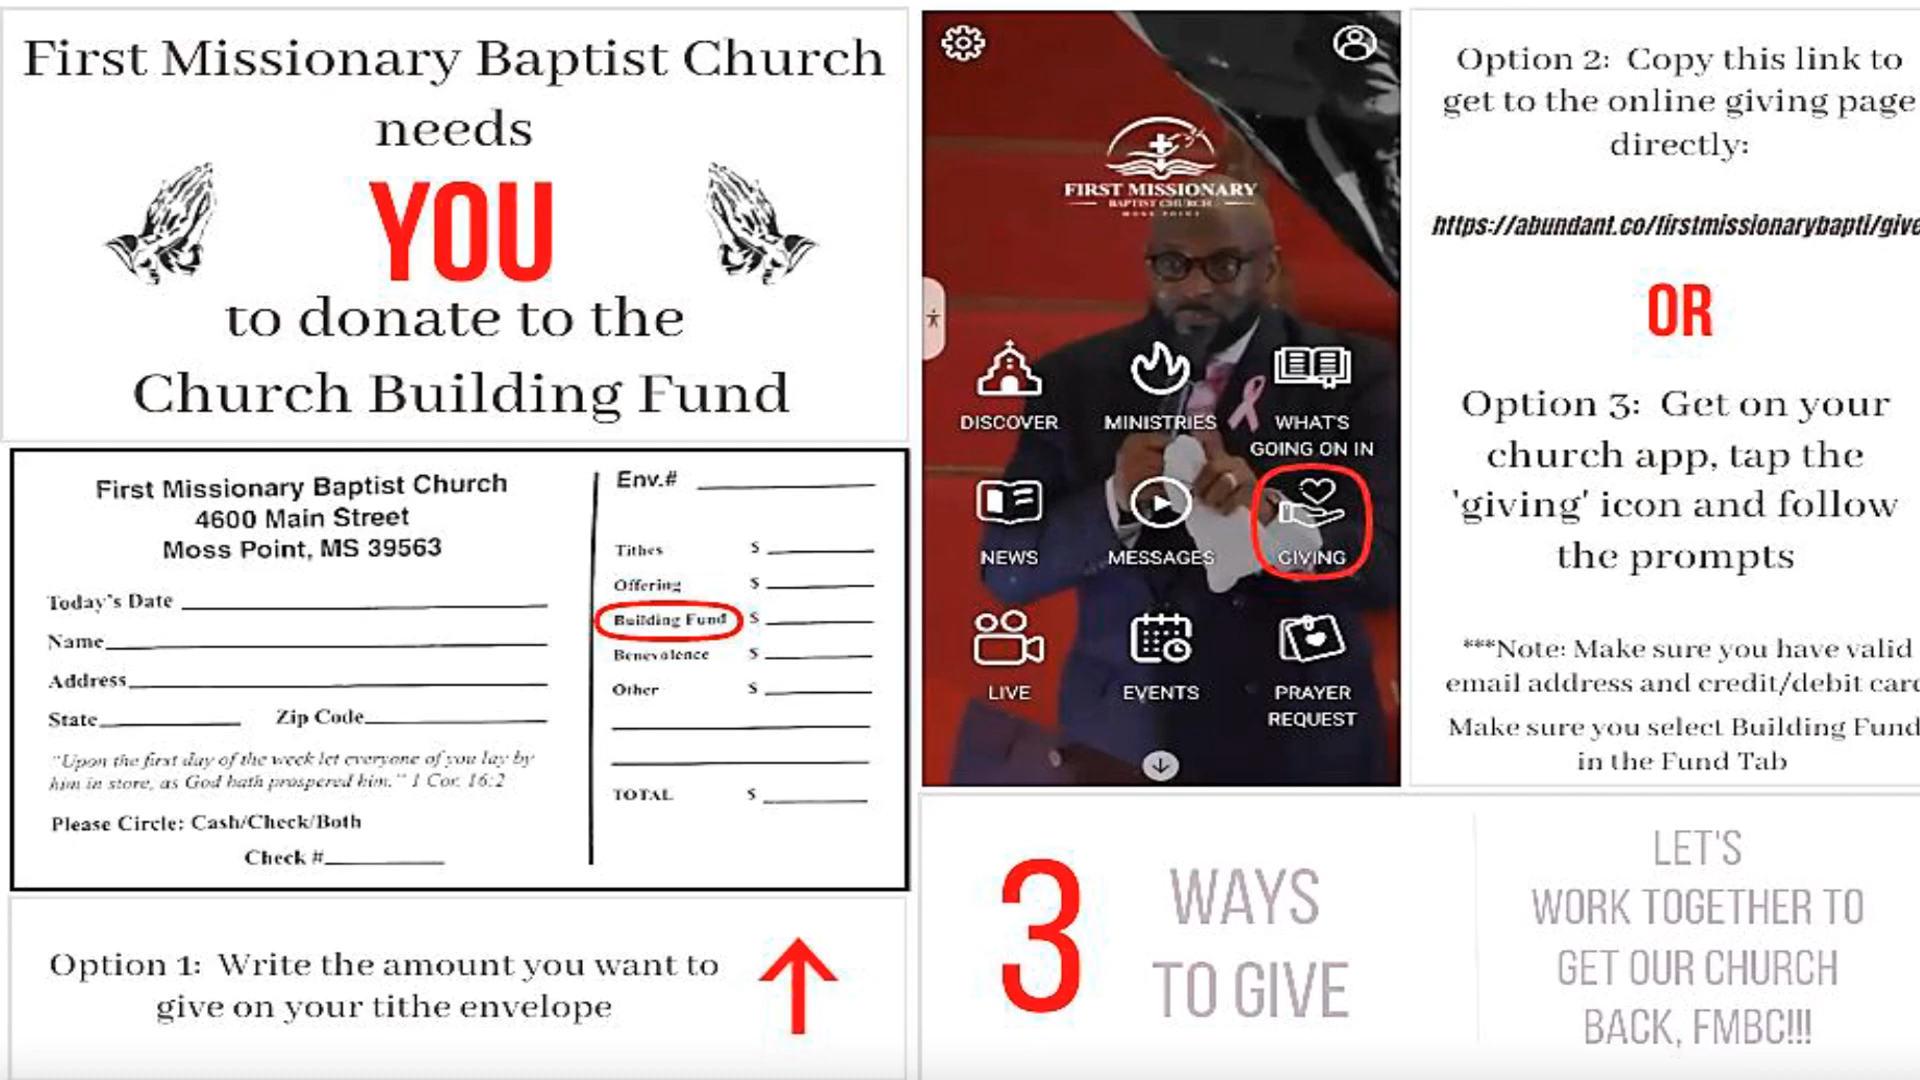 First Missionary Baptist Church
needs
YOU
to donate to the
Church Building Fund
First Missionary Baptist Church
4600 Main Street
Moss Point, MS 39563
Today's Date
Name
Address
State Zip Code
"Upon the first day of the week let everyone of you lay by
him in store, as God hath prospered him." 1 Cor. 16:2
Please Circle: Cash/Check/Both
Check #
Env.#
Tithes $
Offering $
Building Fund $
Benevolence $
Other $
TOTAL $
Option 1: Write the amount you want to
give on your tithe envelope
FIRST MISSIONARY
BAPTIST CHURCH
MOSS POINT
DISCOVER
MINISTRIES
WHAT'S
GOING ON IN
NEWS
MESSAGES
GIVING
LIVE
EVENTS
PRAYER
REQUEST
Option 2: Copy this link to
get to the online giving page
directly:
https://abundant.co/firstmissionarybapti/give
OR
Option 3: Get on your
church app, tap the
'giving' icon and follow
the prompts
***Note: Make sure you have valid
email address and credit/debit card
Make sure you select Building Fund
in the Fund Tab
3
WAYS
TO GIVE
LET'S
WORK TOGETHER TO
GET OUR CHURCH
BACK, FMBC!!!